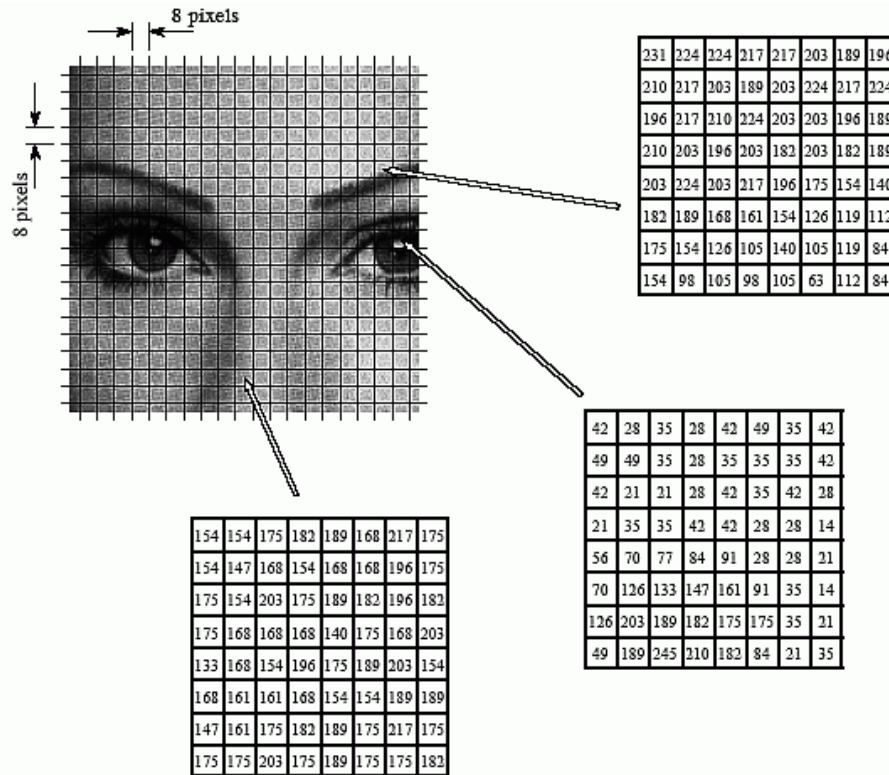 8 pixels
8 pixels
231 224 224 217 217 203 189 196
210 217 203 189 203 224 217 224
196 217 210 224 203 203 196 189
210 203 196 203 182 203 182 189
203 224 203 217 196 175 154 140
182 189 168 161 154 126 119 112
175 154 126 105 140 105 119 84
154 98 105 98 105 63 112 84
42 28 35 28 42 49 35 42
49 49 35 28 35 35 35 42
42 21 21 28 42 35 42 28
21 35 35 42 42 28 28 14
56 70 77 84 91 28 28 21
70 126 133 147 161 91 35 14
126 203 189 182 175 175 35 21
49 189 245 210 182 84 21 35
154 154 175 182 189 168 217 175
154 147 168 154 168 168 196 175
175 154 203 175 189 182 196 182
175 168 168 168 140 175 168 203
133 168 154 196 175 189 203 154
168 161 161 168 154 154 189 189
147 161 175 182 189 175 217 175
175 175 203 175 189 175 175 182